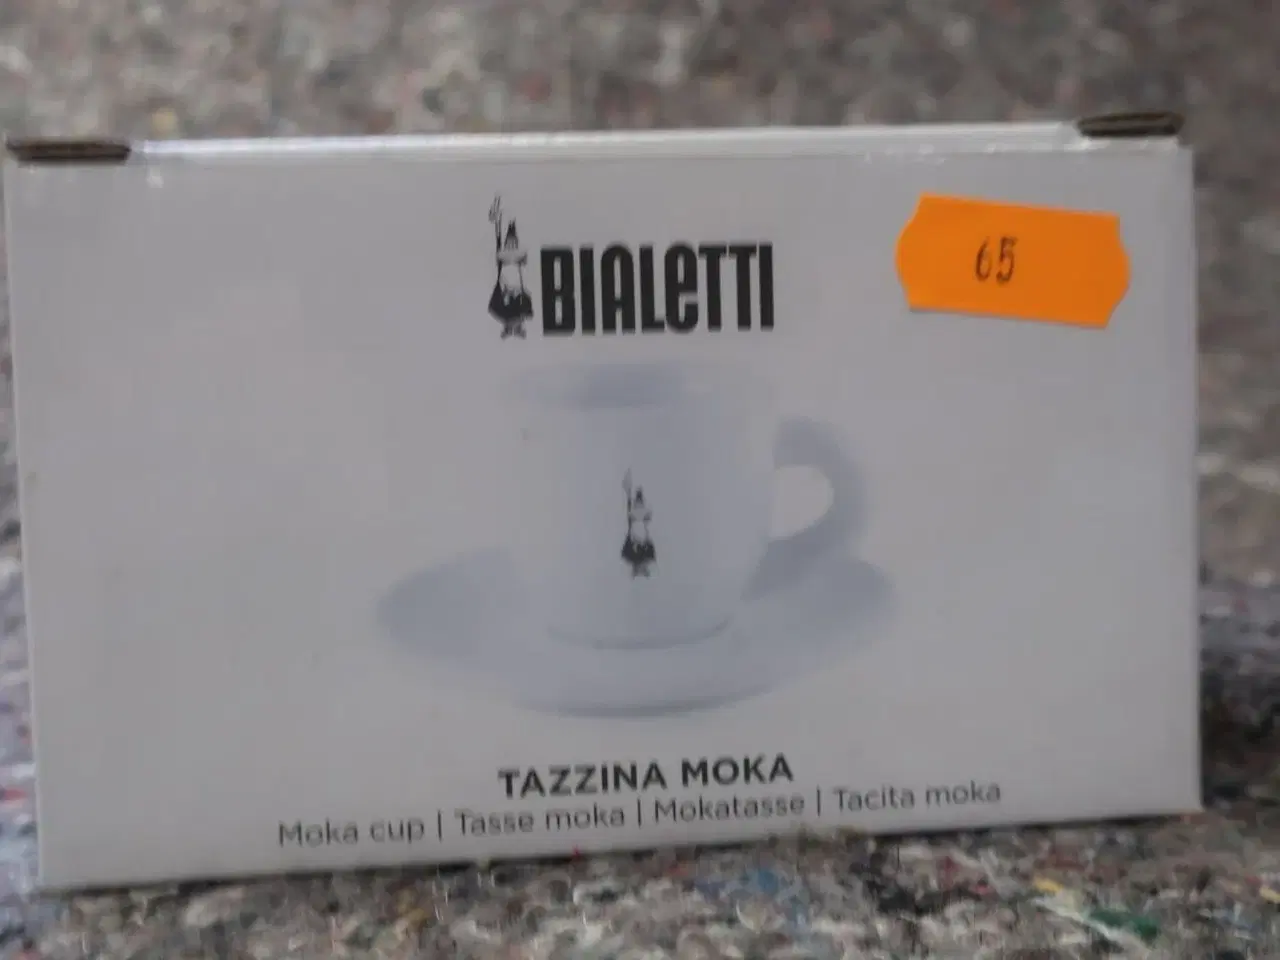 BIALETTI
65
TAZZINA MOKA
Moka cup | Tasse moka | Mokatasse | Tacita moka